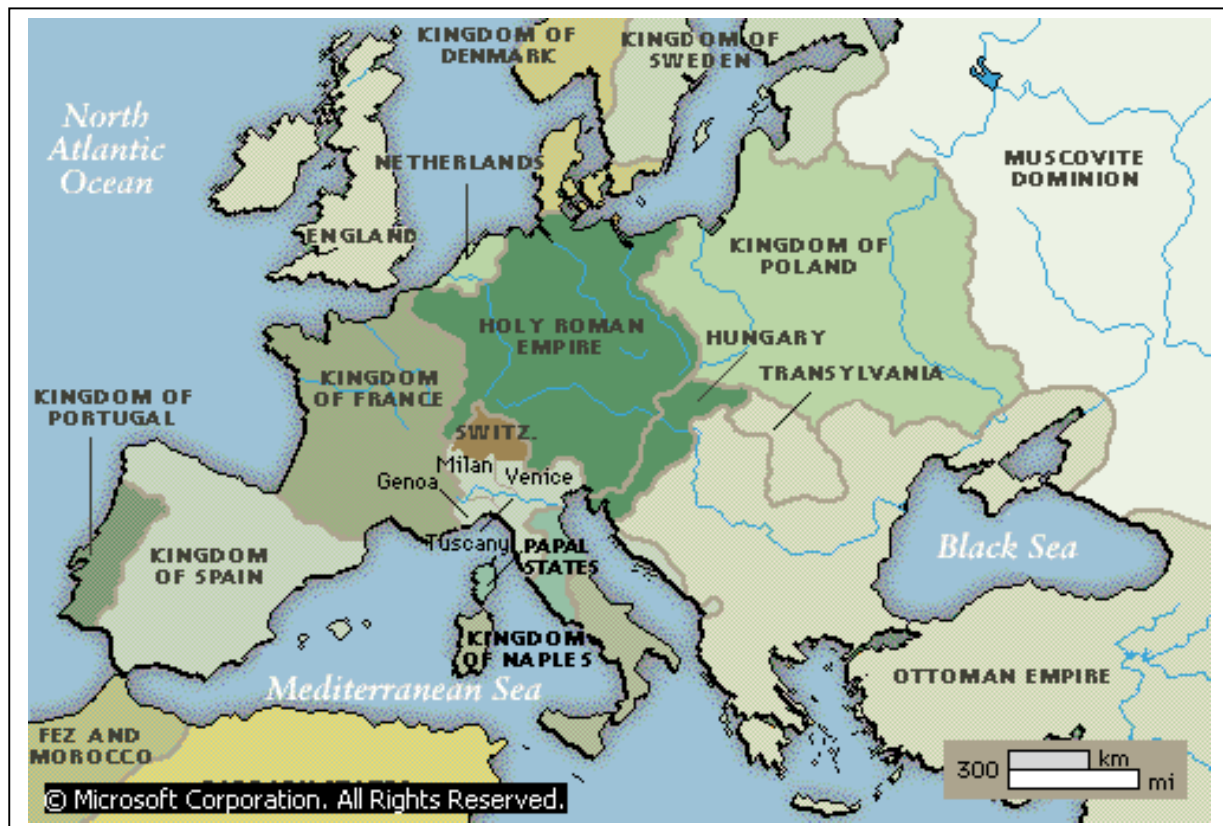 KINGDOM OF
DENMARK
KINGDOM OF
SWEDEN
North
Atlantic
Ocean
NETHERLANDS
MUSCOVITE
DOMINION
ENGLAND
KINGDOM OF
POLAND
HOLY ROMAN
EMPIRE
HUNGARY
TRANSYLVANIA
KINGDOM
OF FRANCE
KINGDOM OF
PORTUGAL
SWITZ.
Milan
Venice
Genoa
Tuscany
PAPAL
STATES
KINGDOM
OF SPAIN
Black Sea
KINGDOM
OF NAPLES
Mediterranean Sea
OTTOMAN EMPIRE
FEZ AND
MOROCCO
300 km
mi
© Microsoft Corporation. All Rights Reserved.